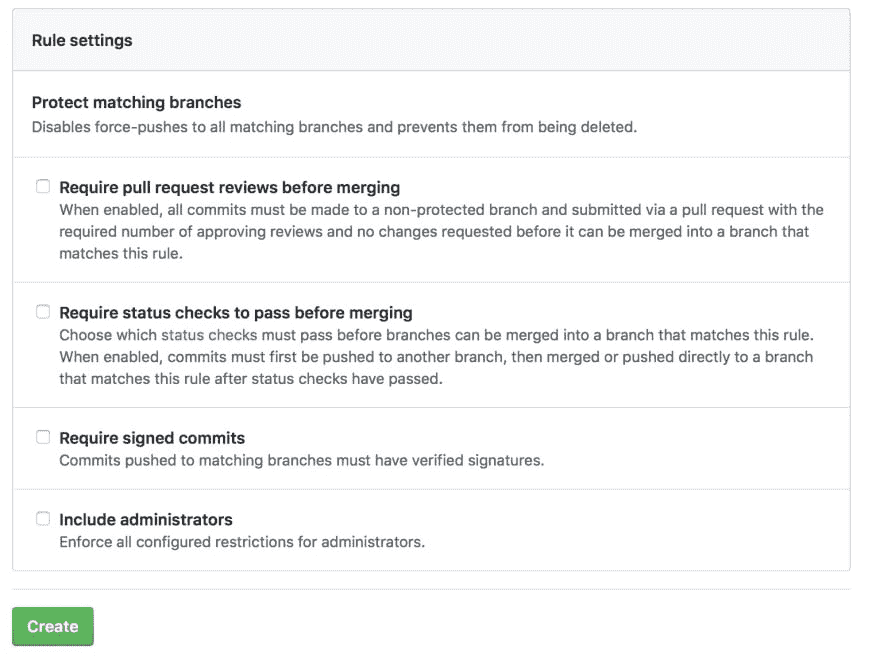 Rule settings
Protect matching branches
Disables force-pushes to all matching branches and prevents them from being deleted.
Require pull request reviews before merging
When enabled, all commits must be made to a non-protected branch and submitted via a pull request with the
required number of approving reviews and no changes requested before it can be merged into a branch that
matches this rule.
Require status checks to pass before merging
Choose which status checks must pass before branches can be merged into a branch that matches this rule.
When enabled, commits must first be pushed to another branch, then merged or pushed directly to a branch
that matches this rule after status checks have passed.
Require signed commits
Commits pushed to matching branches must have verified signatures.
Include administrators
Enforce all configured restrictions for administrators.
Create